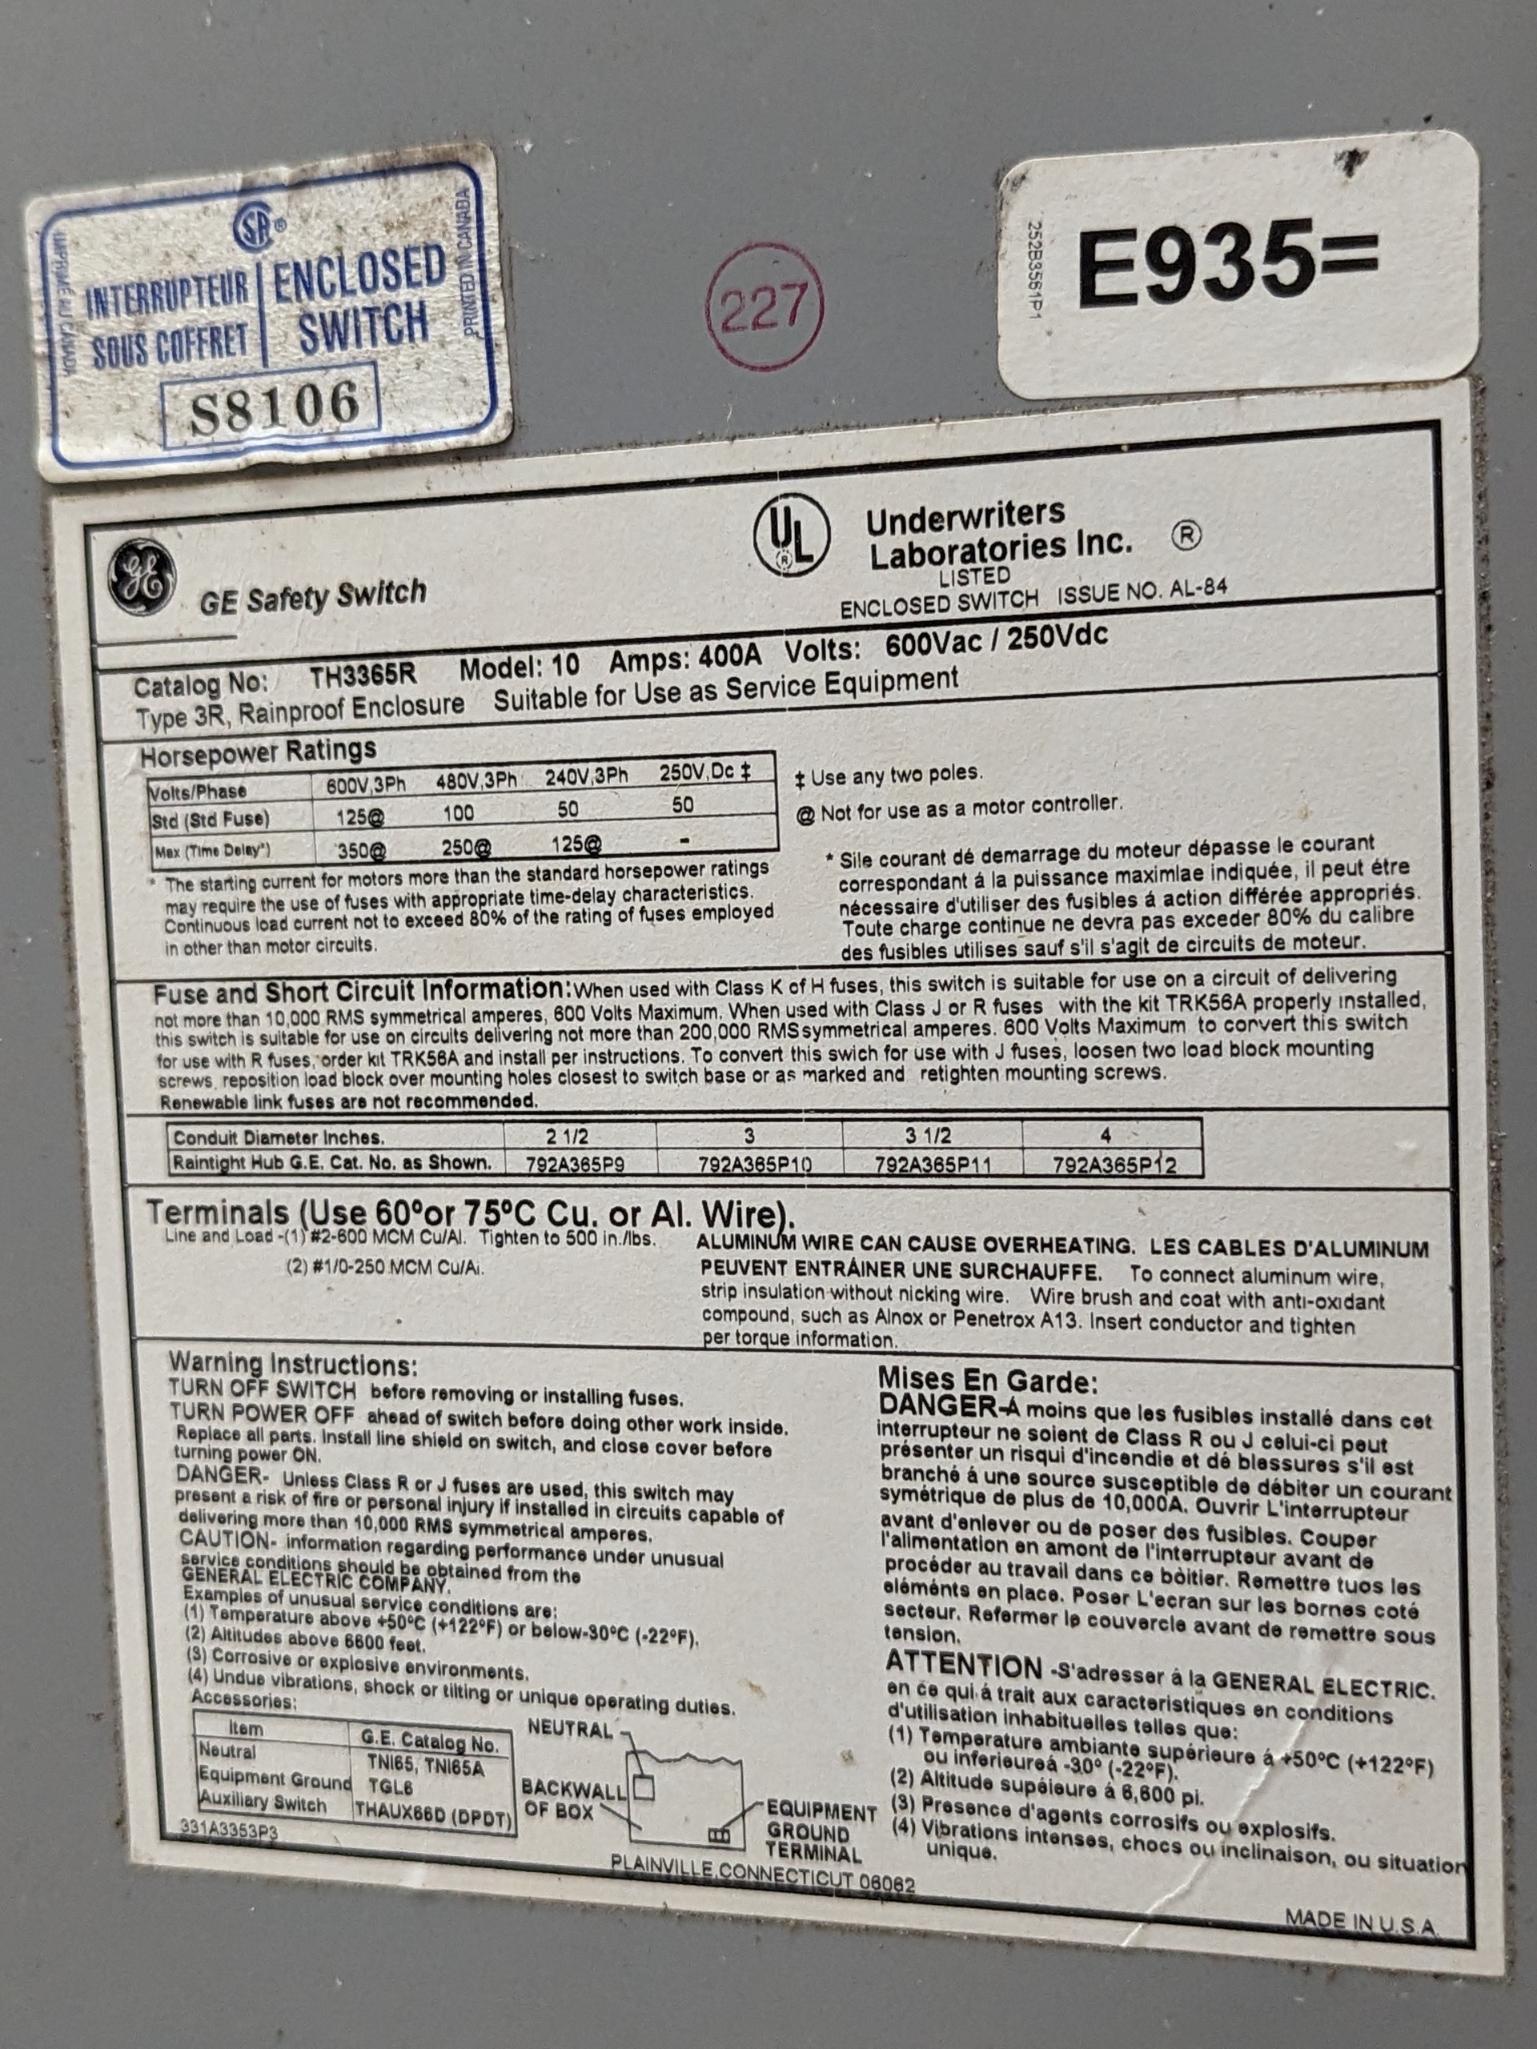 SA®
IMPRIMÉ AU CANADA
INTERRUPTEUR
SOUS COFFRET
ENCLOSED
SWITCH
PRINTED IN CANADA
S8106
227
252B3551P1
E935=
GE
GE Safety Switch
UL
®
Underwriters
Laboratories Inc. ®
LISTED
ENCLOSED SWITCH ISSUE NO. AL-84
Catalog No: TH3365R Model: 10 Amps: 400A Volts: 600Vac / 250Vdc
Type 3R, Rainproof Enclosure Suitable for Use as Service Equipment
Horsepower Ratings
Volts/Phase 600V,3Ph 480V,3Ph 240V,3Ph 250V,Dc ‡
Std (Std Fuse) 125@ 100 50 50
Max (Time Delay*) 350@ 250@ 125@ -
‡ Use any two poles.
@ Not for use as a motor controller.
* The starting current for motors more than the standard horsepower ratings
may require the use of fuses with appropriate time-delay characteristics.
Continuous load current not to exceed 80% of the rating of fuses employed
in other than motor circuits.
* Sile courant dé demarrage du moteur dépasse le courant
correspondant á la puissance maximlae indiquée, il peut étre
nécessaire d'utiliser des fusibles á action différée appropriés.
Toute charge continue ne devra pas exceder 80% du calibre
des fusibles utilises sauf s'il s'agit de circuits de moteur.
Fuse and Short Circuit Information: When used with Class K of H fuses, this switch is suitable for use on a circuit of delivering
not more than 10,000 RMS symmetrical amperes, 600 Volts Maximum. When used with Class J or R fuses with the kit TRK56A properly installed,
this switch is suitable for use on circuits delivering not more than 200,000 RMS symmetrical amperes. 600 Volts Maximum to convert this switch
for use with R fuses, order kit TRK56A and install per instructions. To convert this swich for use with J fuses, loosen two load block mounting
screws, reposition load block over mounting holes closest to switch base or as marked and retighten mounting screws.
Renewable link fuses are not recommended.
Conduit Diameter Inches. 2 1/2 3 3 1/2 4
Raintight Hub G.E. Cat. No. as Shown. 792A365P9 792A365P10 792A365P11 792A365P12
Terminals (Use 60ºor 75ºC Cu. or Al. Wire).
Line and Load -(1) #2-600 MCM Cu/Al. Tighten to 500 in./lbs.
(2) #1/0-250 MCM Cu/Ai.
ALUMINUM WIRE CAN CAUSE OVERHEATING. LES CABLES D'ALUMINUM
PEUVENT ENTRÁINER UNE SURCHAUFFE. To connect aluminum wire,
strip insulation without nicking wire. Wire brush and coat with anti-oxidant
compound, such as Alnox or Penetrox A13. Insert conductor and tighten
per torque information.
Warning Instructions:
TURN OFF SWITCH before removing or installing fuses.
TURN POWER OFF ahead of switch before doing other work inside.
Replace all parts. Install line shield on switch, and close cover before
turning power ON.
DANGER- Unless Class R or J fuses are used, this switch may
present a risk of fire or personal injury if installed in circuits capable of
delivering more than 10,000 RMS symmetrical amperes.
CAUTION- information regarding performance under unusual
service conditions should be obtained from the
GENERAL ELECTRIC COMPANY.
Examples of unusual service conditions are:
(1) Temperature above +50ºC (+122ºF) or below-30ºC (-22ºF).
(2) Altitudes above 6600 feet.
(3) Corrosive or explosive environments.
(4) Undue vibrations, shock or tilting or unique operating duties.
Accessories:
Item G.E. Catalog No.
Neutral TNI65, TNI65A
Equipment Ground TGL6
Auxiliary Switch THAUX66D (DPDT)
331A3353P3
NEUTRAL
BACKWALL
OF BOX
EQUIPMENT
GROUND
TERMINAL
PLAINVILLE, CONNECTICUT 06062
Mises En Garde:
DANGER-A moins que les fusibles installé dans cet
interrupteur ne soient de Class R ou J celui-ci peut
présenter un risqui d'incendie et dé blessures s'il est
branché á une source susceptible de débiter un courant
symétrique de plus de 10,000A. Ouvrir L'interrupteur
avant d'enlever ou de poser des fusibles. Couper
l'alimentation en amont de l'interrupteur avant de
procéder au travail dans ce bòitier. Remettre tuos les
eléménts en place. Poser L'ecran sur les bornes coté
secteur. Refermer le couvercle avant de remettre sous
tension.
ATTENTION -S'adresser á la GENERAL ELECTRIC.
en ce qui á trait aux caracteristiques en conditions
d'utilisation inhabituelles telles que:
(1) Temperature ambiante supérieure á +50ºC (+122ºF)
ou inferieureá -30º (-22ºF).
(2) Altitude supéieure á 6,600 pi.
(3) Presence d'agents corrosifs ou explosifs.
(4) Vibrations intenses, chocs ou inclinaison, ou situation
unique.
MADE IN U.S.A.